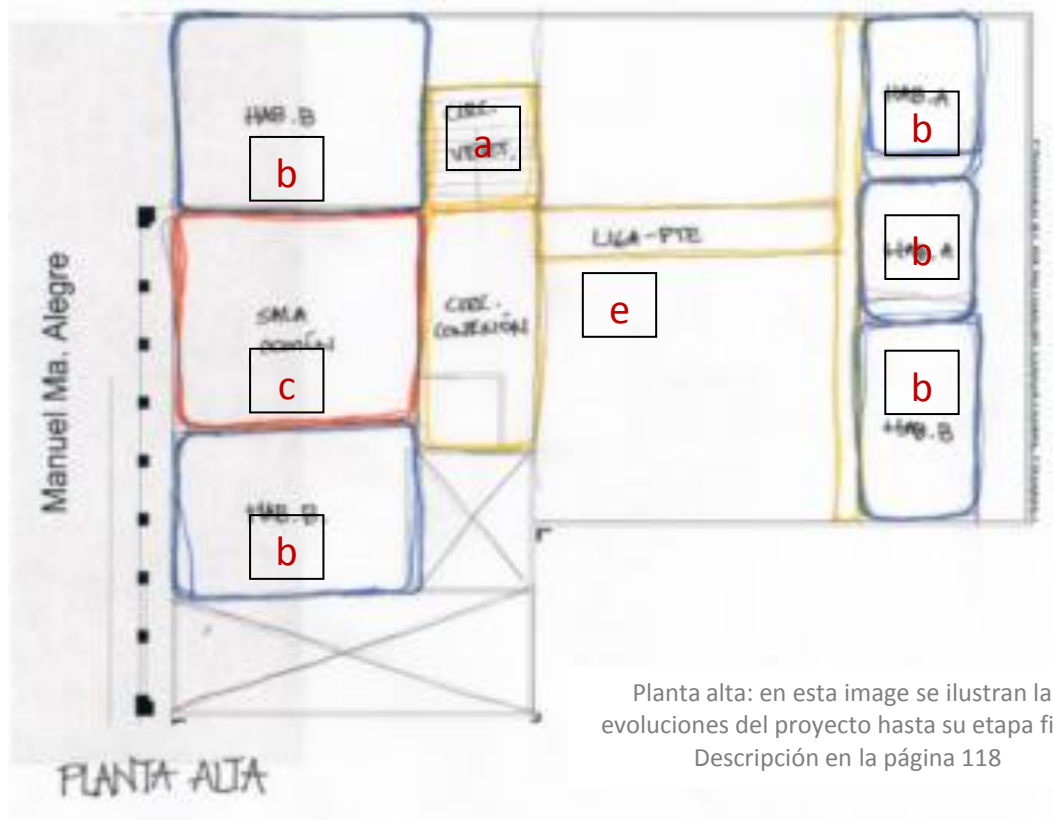 HAB.B
b
CIRC.
VERT.
a
HAB.A
b
LIGA-PTE
HAB.A
b
e
SALA
COMÚN
c
CIRC.
CONEXIÓN
b
HAB.B
HAB.B.
b
Manuel Ma. Alegre
PLANTA ALTA
Planta alta: en esta image se ilustran la
evoluciones del proyecto hasta su etapa fi
Descripción en la página 118